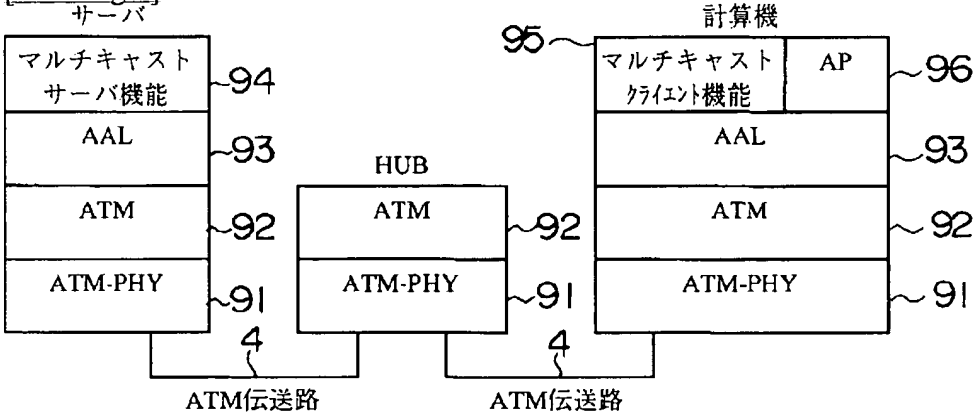 サーバ
マルチキャスト
サーバ機能
94
AAL
93
ATM
92
ATM-PHY
91
HUB
ATM
92
ATM-PHY
91
計算機
95
マルチキャスト
クライエント機能
AP
96
AAL
93
ATM
92
ATM-PHY
91
4
ATM伝送路
4
ATM伝送路